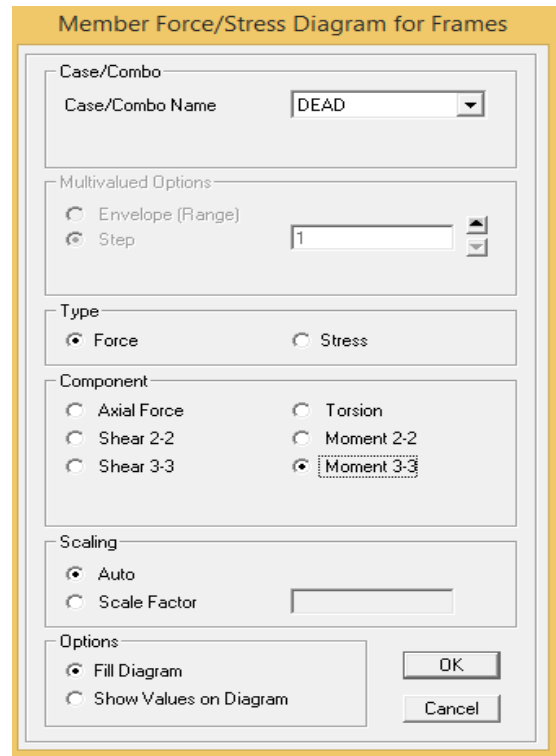 Member Force/Stress Diagram for Frames
Case/Combo
Case/Combo Name DEAD
Multivalued Options
Envelope (Range)
Step 1
Type
Force Stress
Component
Axial Force Torsion
Shear 2-2 Moment 2-2
Shear 3-3 Moment 3-3
Scaling
Auto
Scale Factor
Options
Fill Diagram OK
Show Values on Diagram Cancel